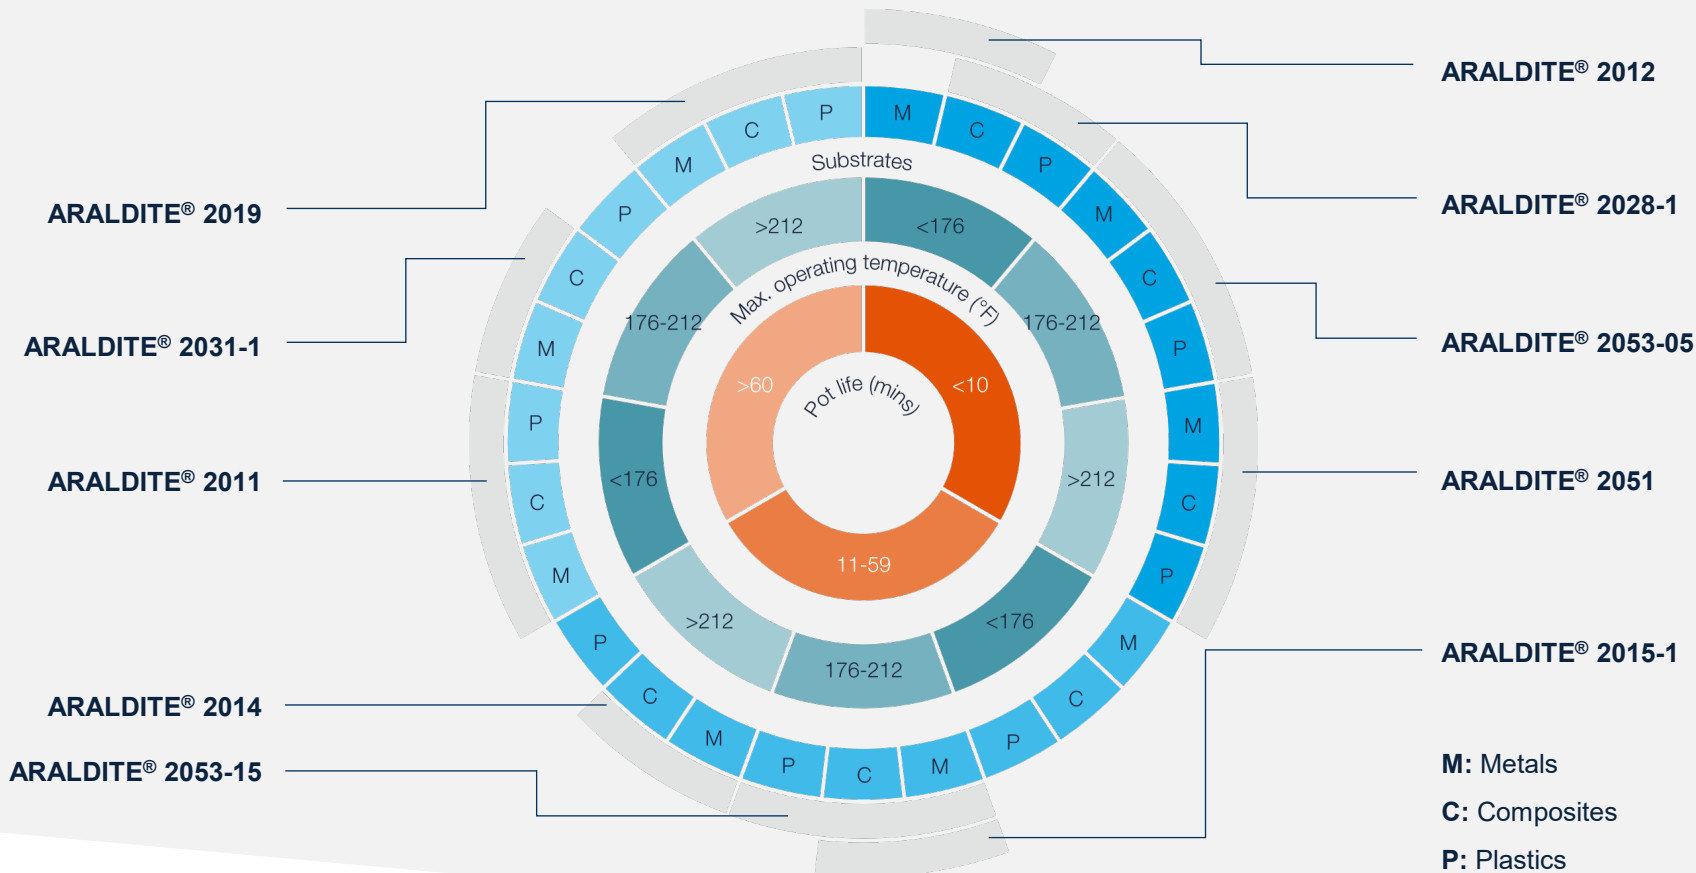 ARALDITE® 2012
ARALDITE® 2028-1
ARALDITE® 2053-05
ARALDITE® 2051
ARALDITE® 2015-1
ARALDITE® 2019
ARALDITE® 2031-1
ARALDITE® 2011
ARALDITE® 2014
ARALDITE® 2053-15
M
C
P
M
C
P
M
C
P
M
C
P
M
C
P
M
C
P
M
C
P
M
C
P
M
C
P
Substrates
<176
176-212
>212
<176
176-212
>212
<176
176-212
>212
Max. operating temperature (°F)
<10
11-59
>60
Pot life (mins)
M: Metals
C: Composites
P: Plastics